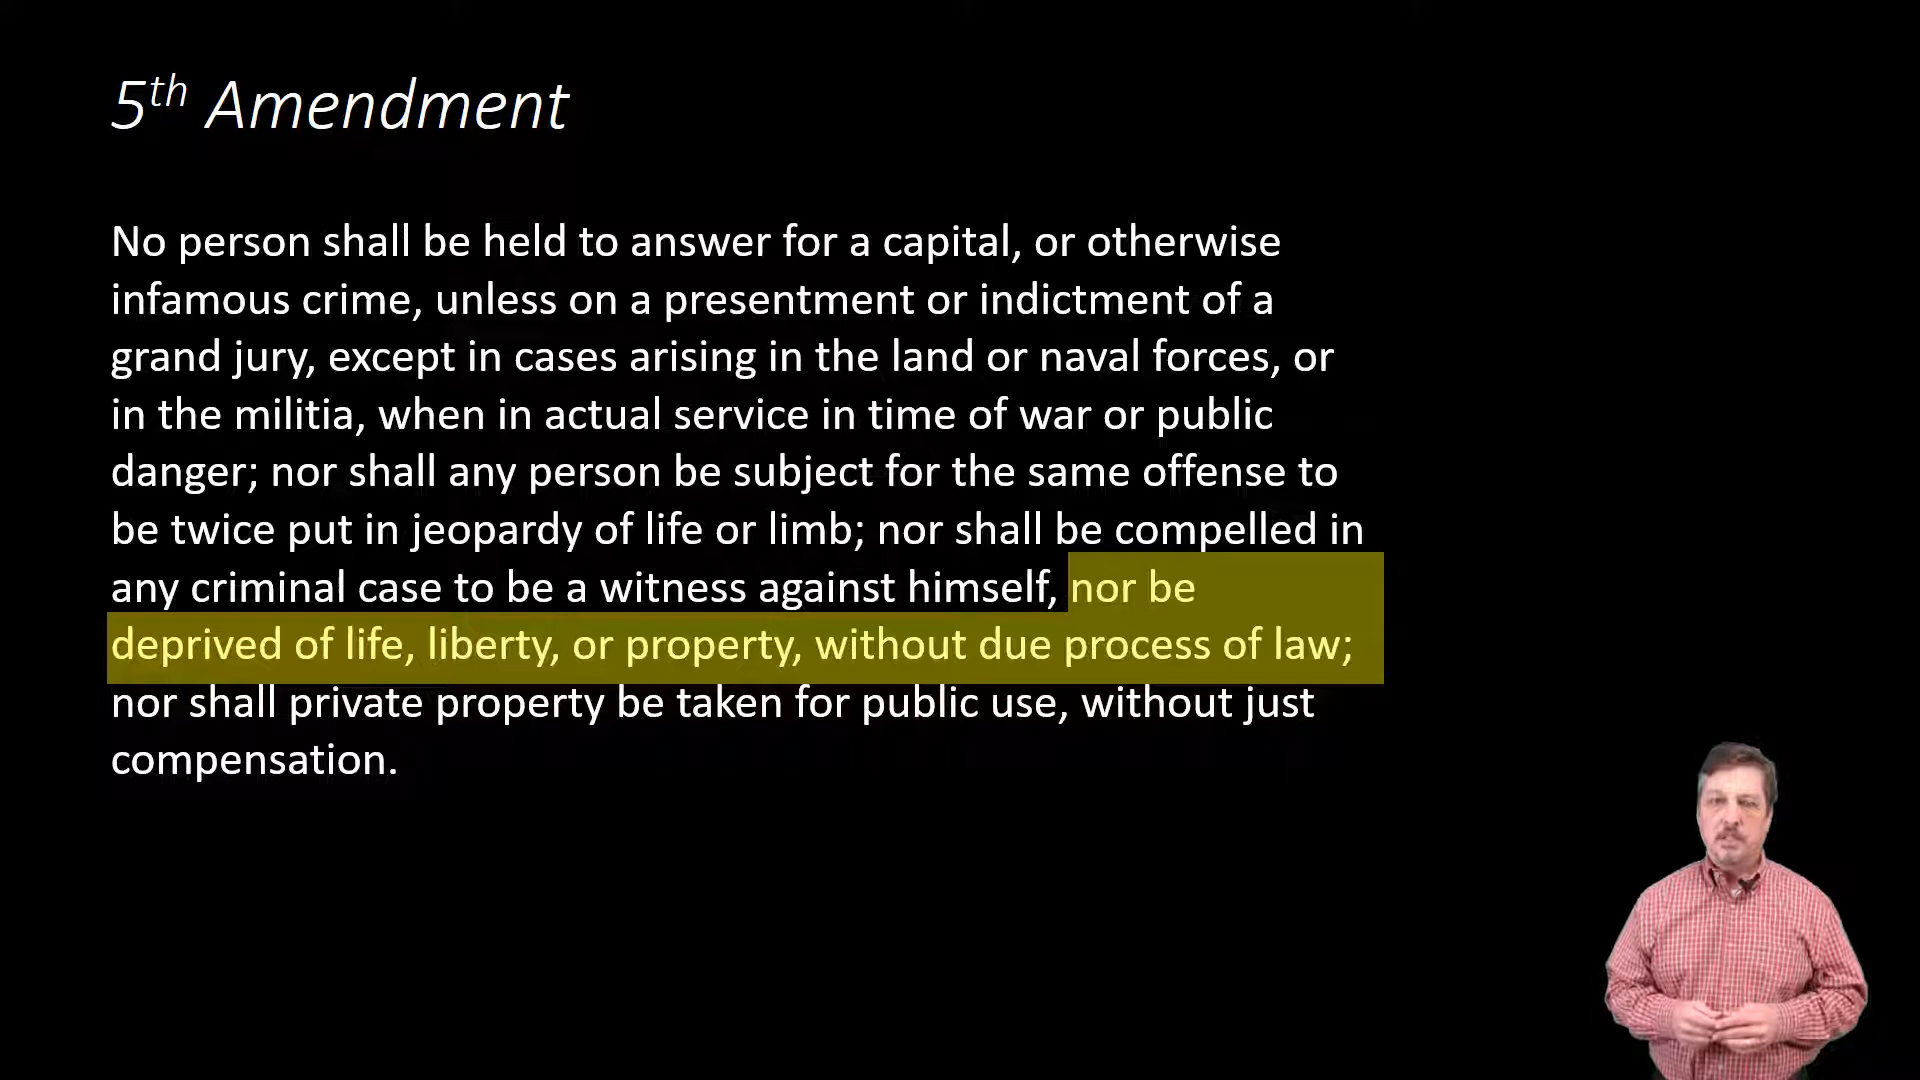 5th Amendment
No person shall be held to answer for a capital, or otherwise
infamous crime, unless on a presentment or indictment of a
grand jury, except in cases arising in the land or naval forces, or
in the militia, when in actual service in time of war or public
danger; nor shall any person be subject for the same offense to
be twice put in jeopardy of life or limb; nor shall be compelled in
any criminal case to be a witness against himself, nor be
deprived of life, liberty, or property, without due process of law;
nor shall private property be taken for public use, without just
compensation.